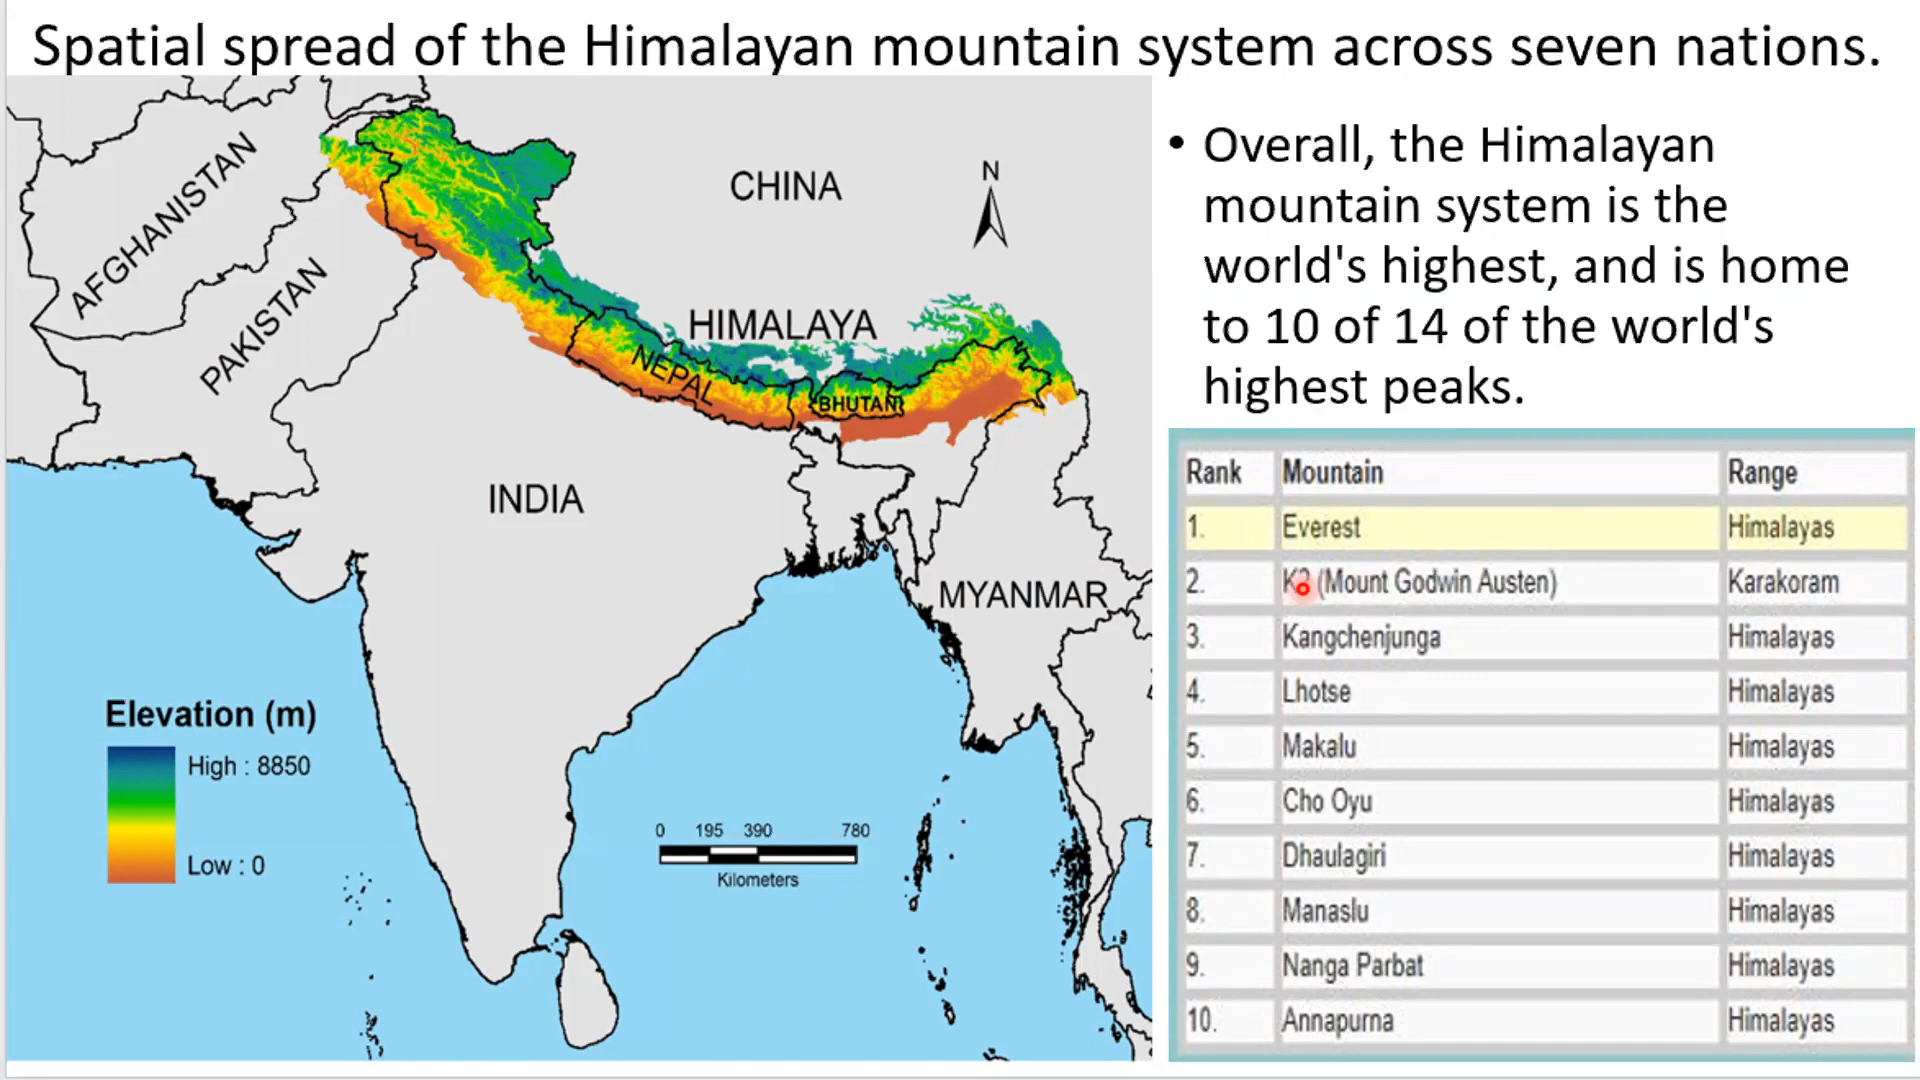 Spatial spread of the Himalayan mountain system across seven nations.
AFGHANISTAN
PAKISTAN
CHINA
N
HIMALAYA
NEPAL
BHUTAN
INDIA
MYANMAR
Elevation (m)
High : 8850
Low : 0
0 195 390 780
Kilometers
• Overall, the Himalayan
mountain system is the
world's highest, and is home
to 10 of 14 of the world's
highest peaks.
Rank Mountain Range
1. Everest Himalayas
2. K2 (Mount Godwin Austen) Karakoram
3. Kangchenjunga Himalayas
4. Lhotse Himalayas
5. Makalu Himalayas
6. Cho Oyu Himalayas
7. Dhaulagiri Himalayas
8. Manaslu Himalayas
9. Nanga Parbat Himalayas
10. Annapurna Himalayas